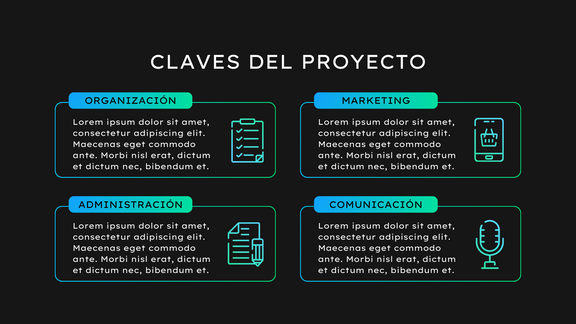 CLAVES DEL PROYECTO
ORGANIZACIÓN
Lorem ipsum dolor sit amet,
consectetur adipiscing elit.
Maecenas eget commodo
ante. Morbi nisl erat, dictum
et dictum nec, bibendum et.
MARKETING
Lorem ipsum dolor sit amet,
consectetur adipiscing elit.
Maecenas eget commodo
ante. Morbi nisl erat, dictum
et dictum nec, bibendum et.
ADMINISTRACIÓN
Lorem ipsum dolor sit amet,
consectetur adipiscing elit.
Maecenas eget commodo
ante. Morbi nisl erat, dictum
et dictum nec, bibendum et.
COMUNICACIÓN
Lorem ipsum dolor sit amet,
consectetur adipiscing elit.
Maecenas eget commodo
ante. Morbi nisl erat, dictum
et dictum nec, bibendum et.